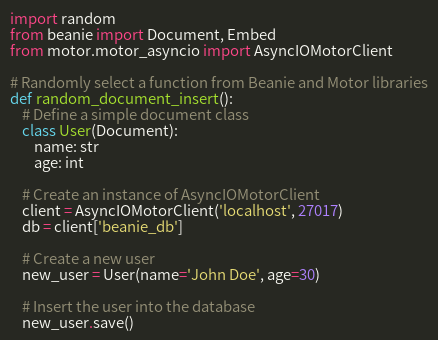 import random
from beanie import Document, Embed
from motor.motor_asyncio import AsyncIOMotorClient

# Randomly select a function from Beanie and Motor libraries
def random_document_insert():
    # Define a simple document class
    class User(Document):
        name: str
        age: int

    # Create an instance of AsyncIOMotorClient
    client = AsyncIOMotorClient('localhost', 27017)
    db = client['beanie_db']

    # Create a new user
    new_user = User(name='John Doe', age=30)

    # Insert the user into the database
    new_user.save()